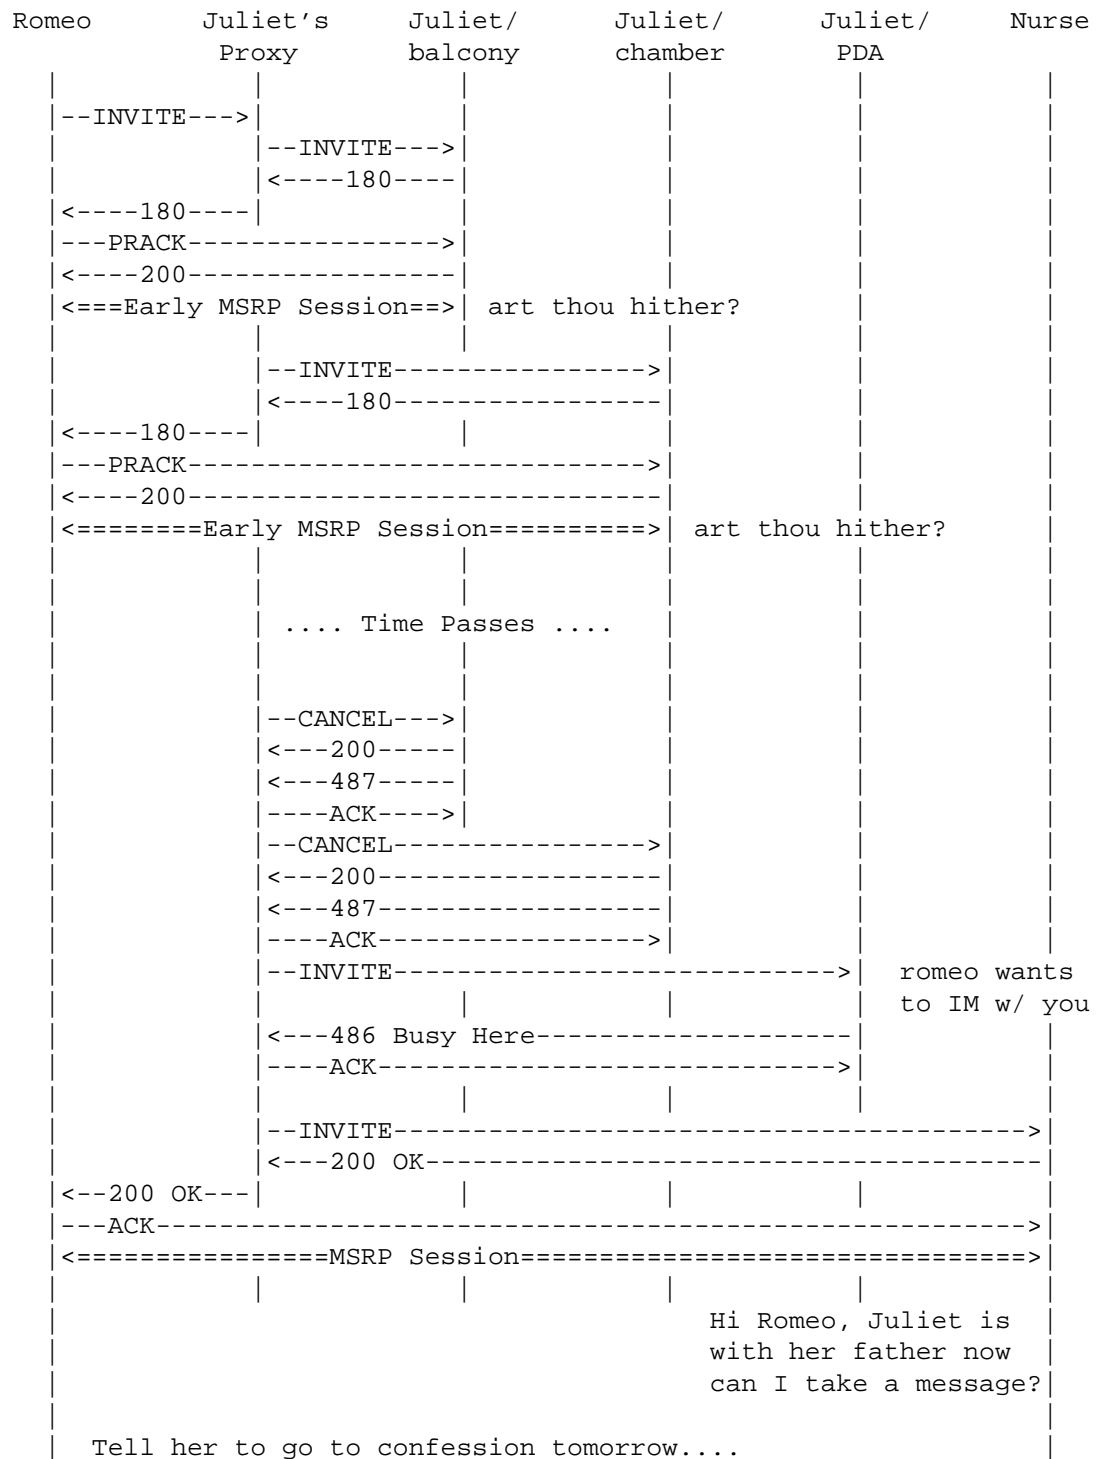 Romeo       Juliet's     Juliet/      Juliet/      Juliet/     Nurse
             Proxy       balcony      chamber       PDA
  |            |            |            |           |           |
  |--INVITE--->|            |            |           |           |
  |            |--INVITE--->|            |           |           |
  |            |<----180----|            |           |           |
  |<----180----|            |            |           |           |
  |---PRACK---------------->|            |           |           |
  |<----200-----------------|            |           |           |
  |<===Early MSRP Session==>| art thou hither?       |           |
  |            |            |            |           |           |
  |            |--INVITE---------------->|           |           |
  |            |<----180-----------------|           |           |
  |<----180----|            |            |           |           |
  |---PRACK----------------------------->|           |           |
  |<----200------------------------------|           |           |
  |<========Early MSRP Session==========>| art thou hither?      |
  |            |            |            |           |           |
  |            |            |            |           |           |
  |            | .... Time Passes ....   |           |           |
  |            |            |            |           |           |
  |            |            |            |           |           |
  |            |--CANCEL--->|            |           |           |
  |            |<---200-----|            |           |           |
  |            |<---487-----|            |           |           |
  |            |----ACK---->|            |           |           |
  |            |--CANCEL---------------->|           |           |
  |            |<---200------------------|           |           |
  |            |<---487------------------|           |           |
  |            |----ACK----------------->|           |           |
  |            |--INVITE---------------------------->|  romeo wants
  |            |            |            |           |  to IM w/ you
  |            |<---486 Busy Here--------------------|           |
  |            |----ACK----------------------------->|           |
  |            |            |            |           |           |
  |            |--INVITE---------------------------------------->|
  |            |<---200 OK---------------------------------------|
  |<--200 OK---|            |            |           |           |
  |---ACK------------------------------------------------------->|
  |<================MSRP Session================================>|
  |            |            |            |           |           |
  |                                        Hi Romeo, Juliet is   |
  |                                        with her father now   |
  |                                        can I take a message?|
  |                                                              |
  |  Tell her to go to confession tomorrow....                   |